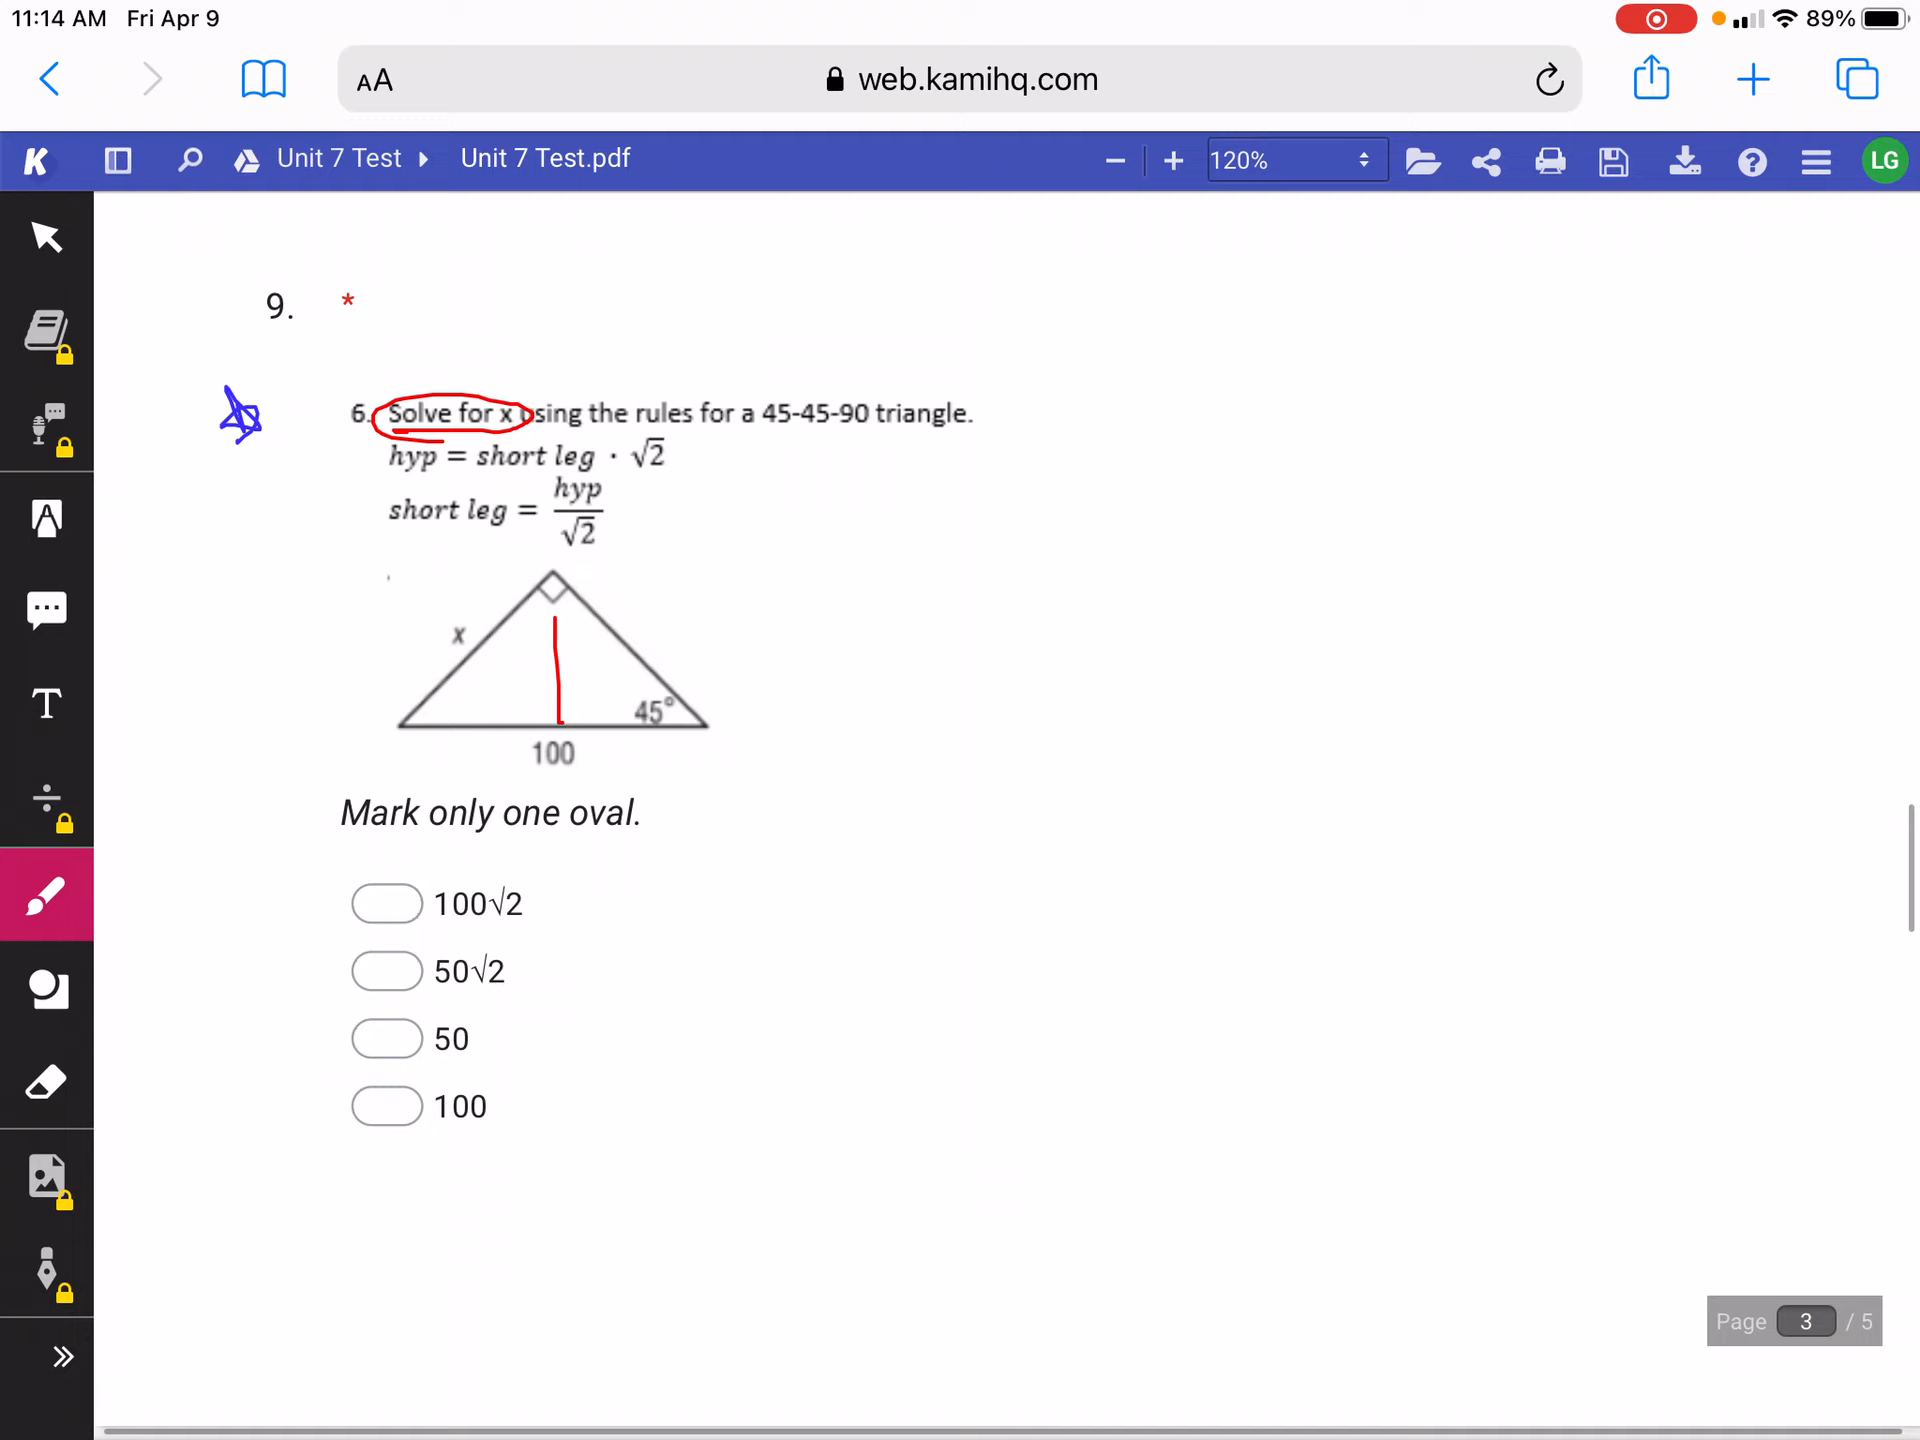 11:14 AM Fri Apr 9
89%
AA web.kamihq.com
K Unit 7 Test Unit 7 Test.pdf 120% LG
9. *
6. Solve for x using the rules for a 45-45-90 triangle.
hyp = short leg · √2
short leg = hyp/√2
x
45°
100
Mark only one oval.
100√2
50√2
50
100
Page 3 / 5